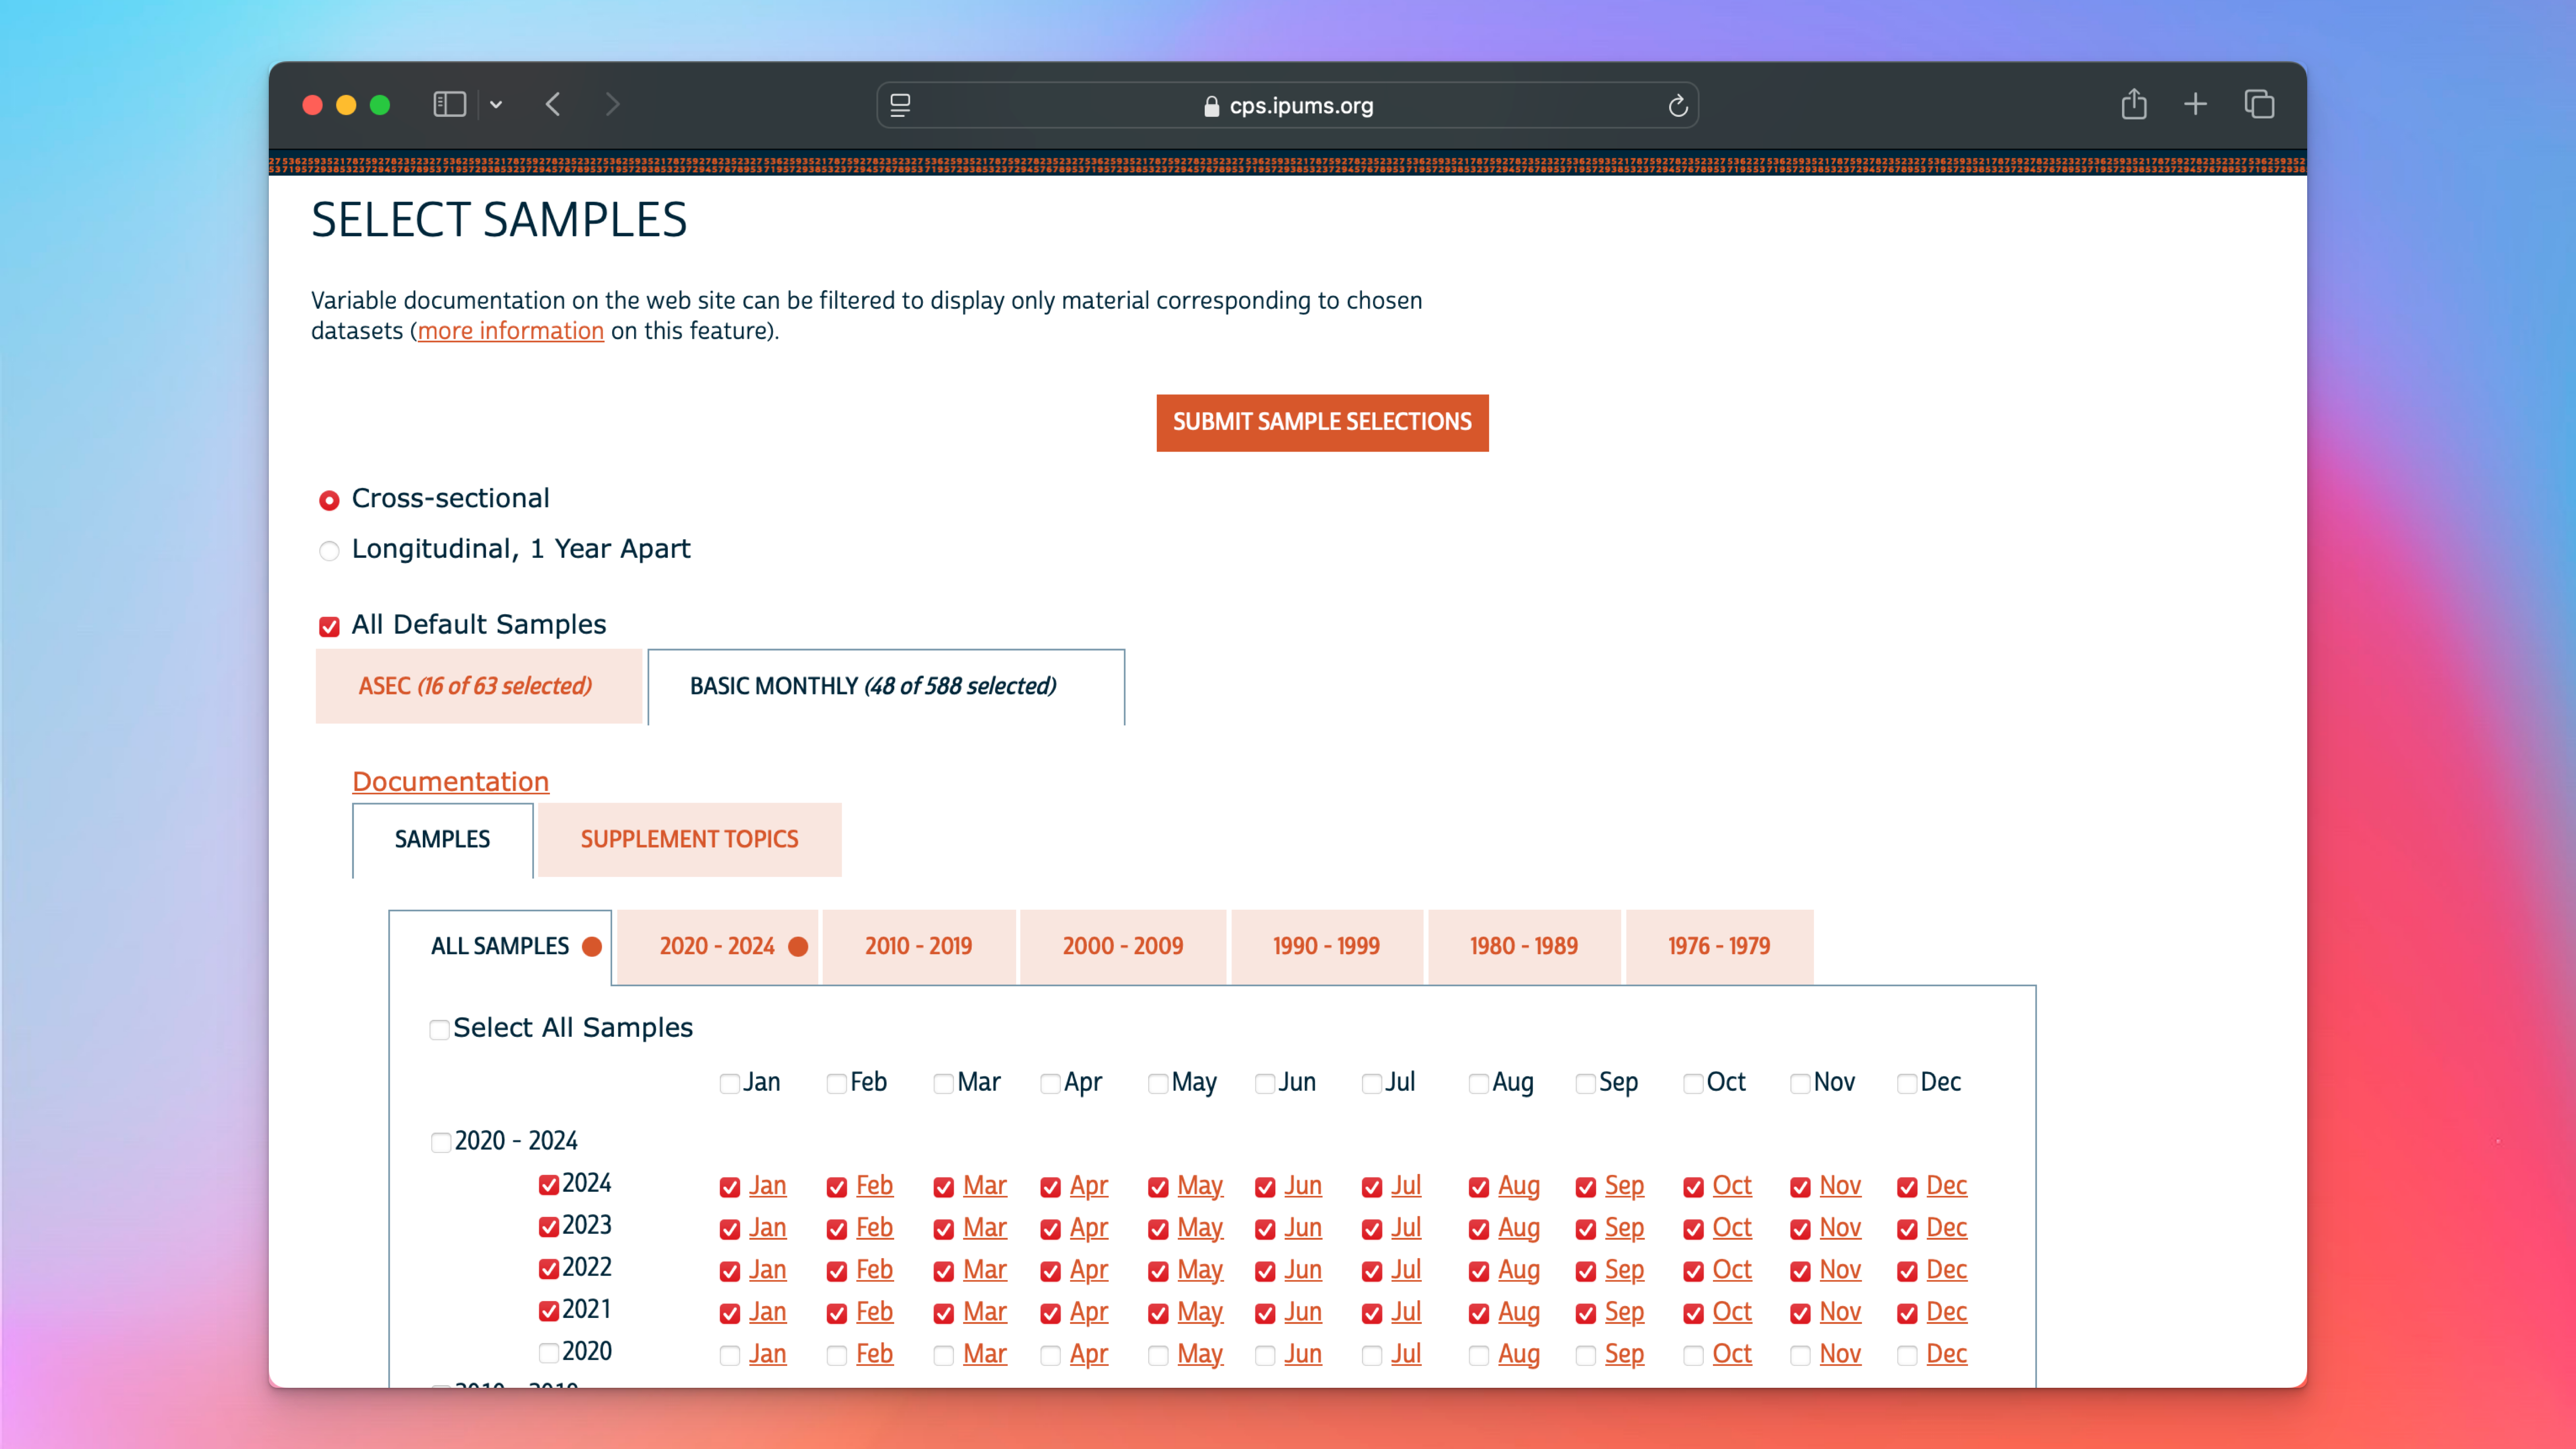 cps.ipums.org
SELECT SAMPLES
Variable documentation on the web site can be filtered to display only material corresponding to chosen
datasets (more information on this feature).
SUBMIT SAMPLE SELECTIONS
Cross-sectional
Longitudinal, 1 Year Apart
All Default Samples
ASEC (16 of 63 selected) BASIC MONTHLY (48 of 588 selected)
Documentation
SAMPLES SUPPLEMENT TOPICS
ALL SAMPLES 2020 - 2024 2010 - 2019 2000 - 2009 1990 - 1999 1980 - 1989 1976 - 1979
Select All Samples
Jan Feb Mar Apr May Jun Jul Aug Sep Oct Nov Dec
2020 - 2024
2024 Jan Feb Mar Apr May Jun Jul Aug Sep Oct Nov Dec
2023 Jan Feb Mar Apr May Jun Jul Aug Sep Oct Nov Dec
2022 Jan Feb Mar Apr May Jun Jul Aug Sep Oct Nov Dec
2021 Jan Feb Mar Apr May Jun Jul Aug Sep Oct Nov Dec
2020 Jan Feb Mar Apr May Jun Jul Aug Sep Oct Nov Dec